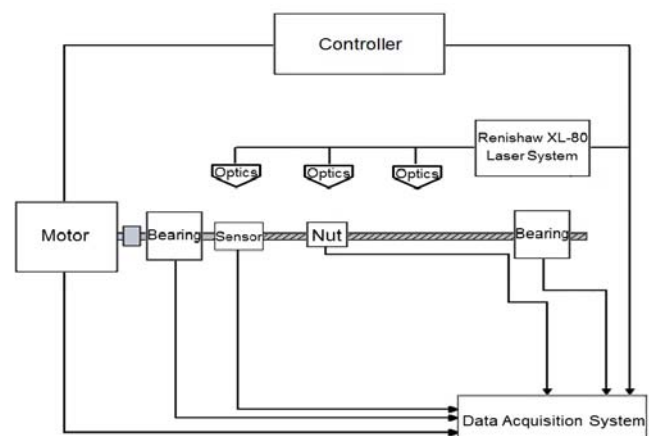 Controller
Renishaw XL-80
Laser System
Optics
Optics
Optics
Motor
Bearing
Sensor
Nut
Bearing
Data Acquisition System